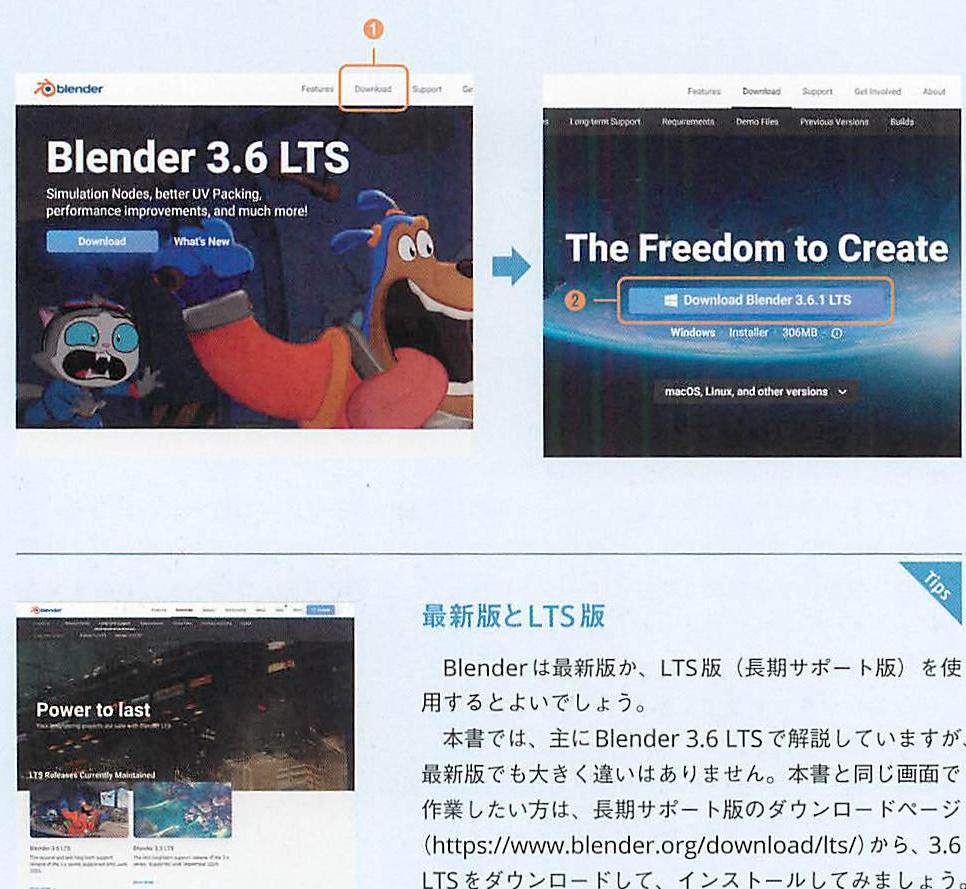 1
blender
Features Download Support Ge
Blender 3.6 LTS
Simulation Nodes, better UV Packing,
performance improvements, and much more!
Download What's New
Features Download Support Get Involved About
s Long-term Support Requirements Demo Files Previous Versions Builds
The Freedom to Create
2
Download Blender 3.6.1 LTS
Windows · Installer · 306MB ·
macOS, Linux, and other versions
Tips
blender
Power to last
LTS Releases Currently Maintained
Blender 3.6 LTS
Blender 3.3 LTS
最新版とLTS版
Blenderは最新版か、LTS版（長期サポート版）を使
用するとよいでしょう。
本書では、主にBlender 3.6 LTSで解説していますが、
最新版でも大きく違いはありません。本書と同じ画面で
作業したい方は、長期サポート版のダウンロードページ
（https://www.blender.org/download/lts/）から、3.6
LTSをダウンロードして、インストールしてみましょう。